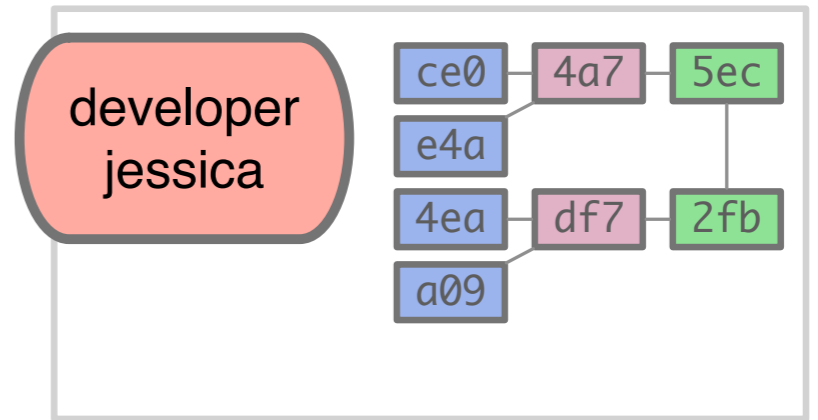 developer
jessica
ce0 4a7 5ec
e4a
4ea df7 2fb
a09